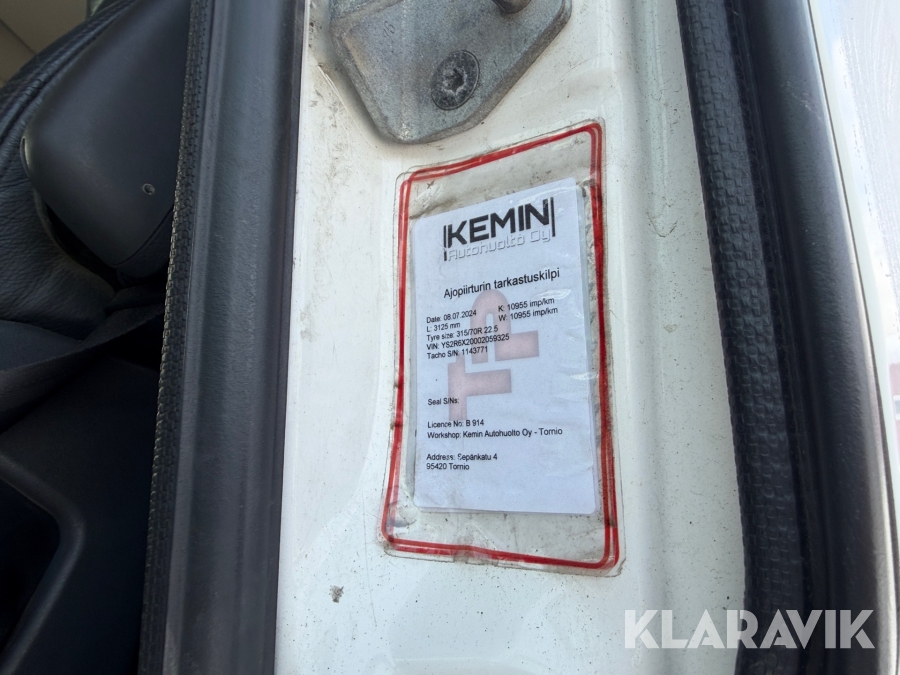 KEMIN
Autohuolto Oy
Ajopiirturin tarkastuskilpi
Date: 08.07.2024 K: 10955 imp/km
L: 3125 mm W: 10955 imp/km
Tyre size: 315/70R 22.5
VIN: YS2R6X20002059325
Tacho S/N: 1143771
Seal S/Ns:
Licence No: B 914
Workshop: Kemin Autohuolto Oy - Tornio
Address: Sepänkatu 4
95420 Tornio
KLARAVIK